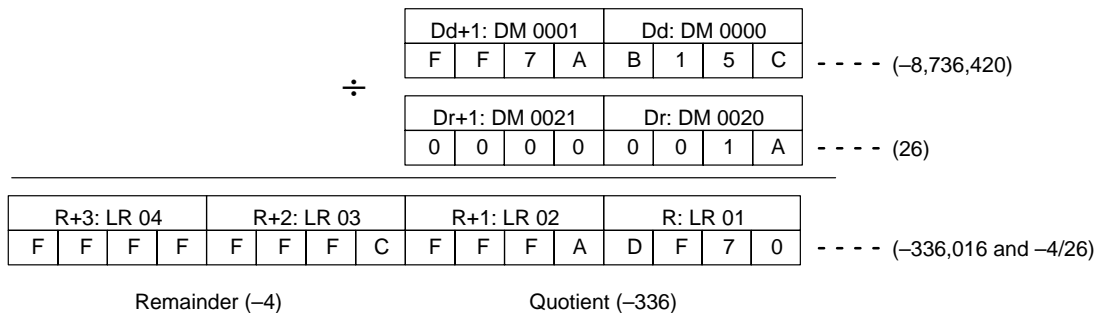 Dd+1: DM 0001 Dd: DM 0000
F F 7 A B 1 5 C - - - - (–8,736,420)
÷
Dr+1: DM 0021 Dr: DM 0020
0 0 0 0 0 0 1 A - - - - (26)
R+3: LR 04 R+2: LR 03 R+1: LR 02 R: LR 01
F F F F F F F C F F F A D F 7 0 - - - - (–336,016 and –4/26)
Remainder (–4) Quotient (–336)